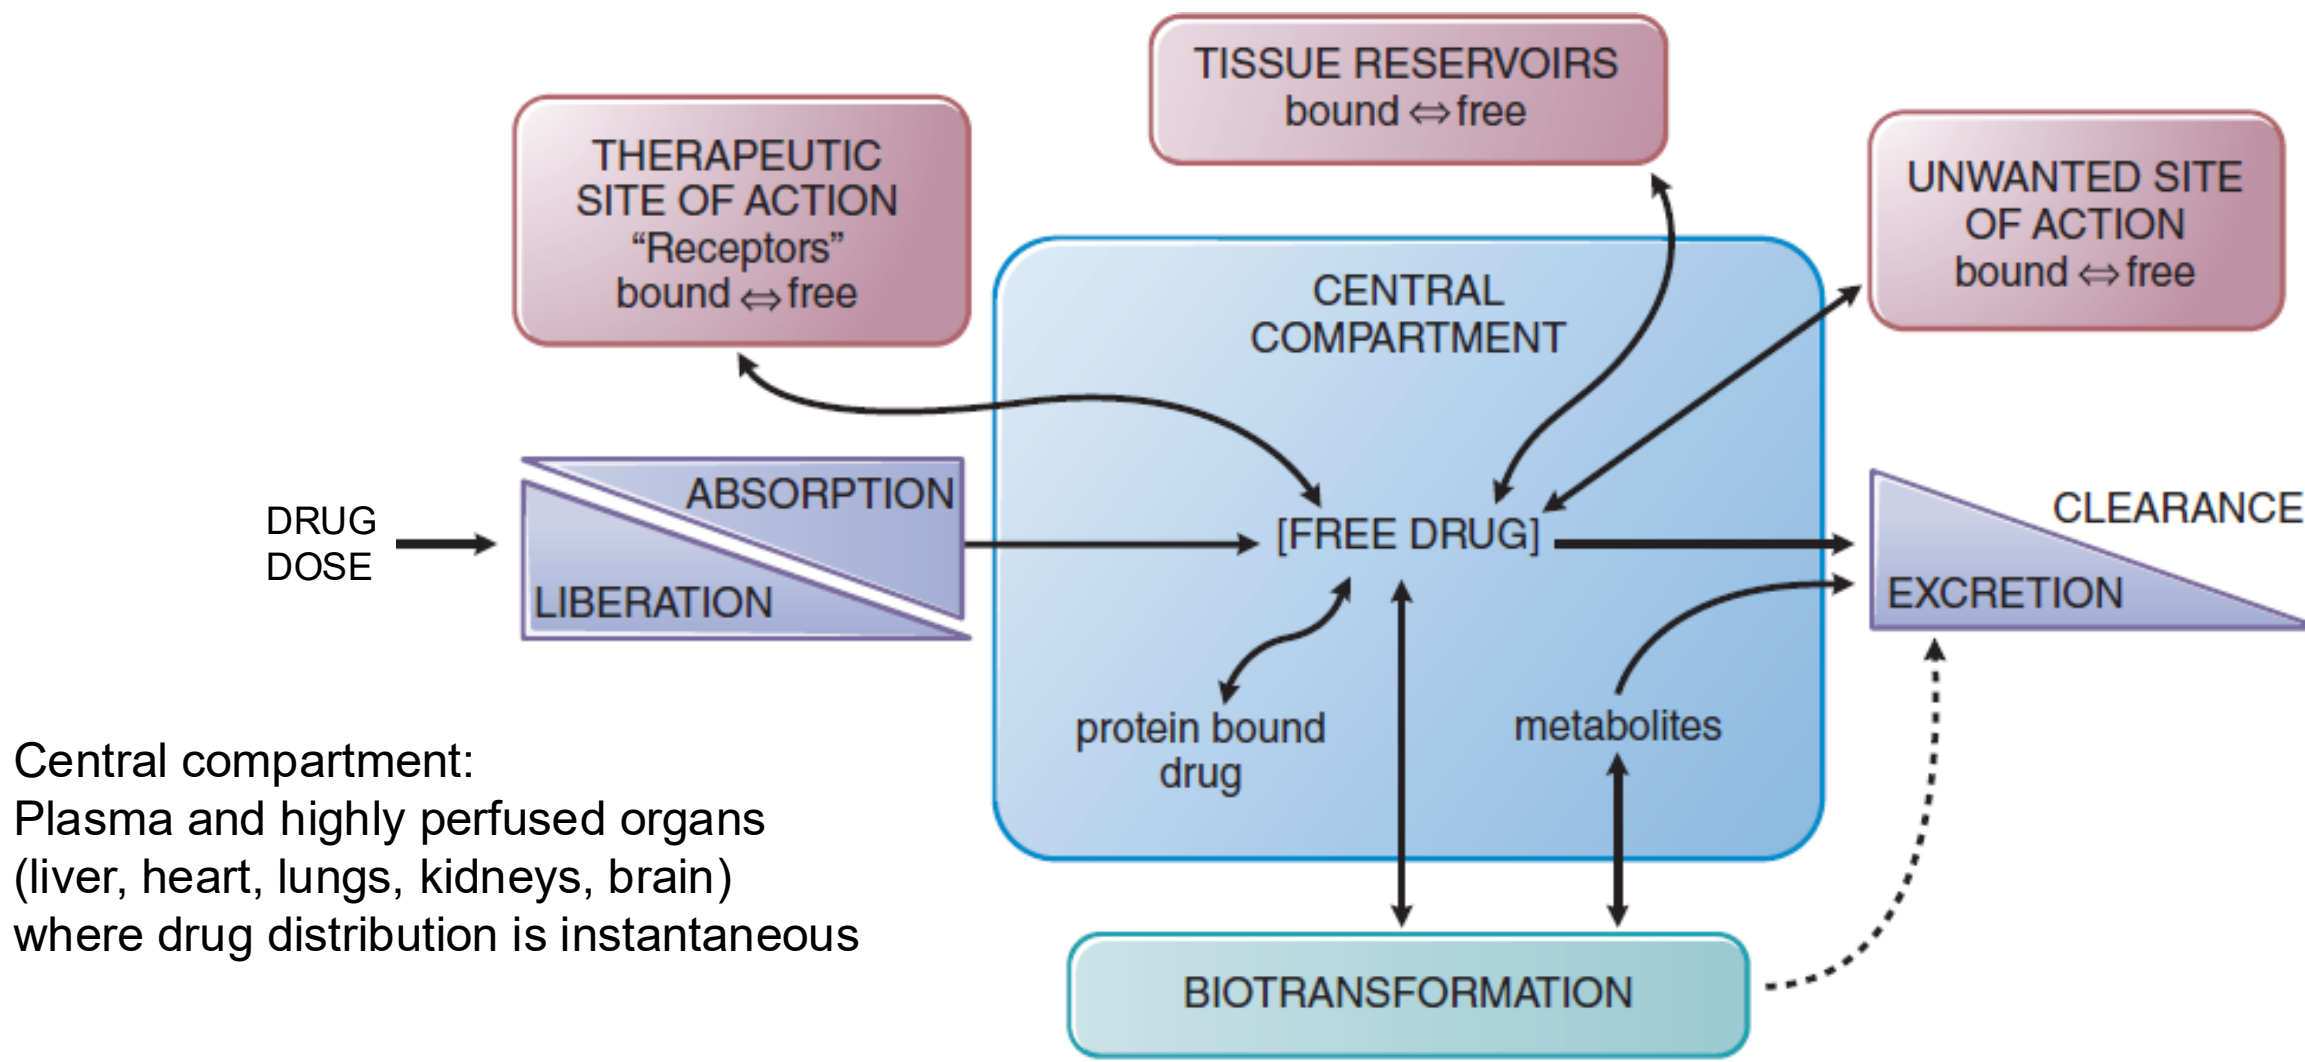 TISSUE RESERVOIRS
bound ⇔ free
THERAPEUTIC
SITE OF ACTION
“Receptors”
bound ⇔ free
UNWANTED SITE
OF ACTION
bound ⇔ free
CENTRAL
COMPARTMENT
DRUG
DOSE
ABSORPTION
LIBERATION
[FREE DRUG]
CLEARANCE
EXCRETION
protein bound
drug
metabolites
Central compartment:
Plasma and highly perfused organs
(liver, heart, lungs, kidneys, brain)
where drug distribution is instantaneous
BIOTRANSFORMATION